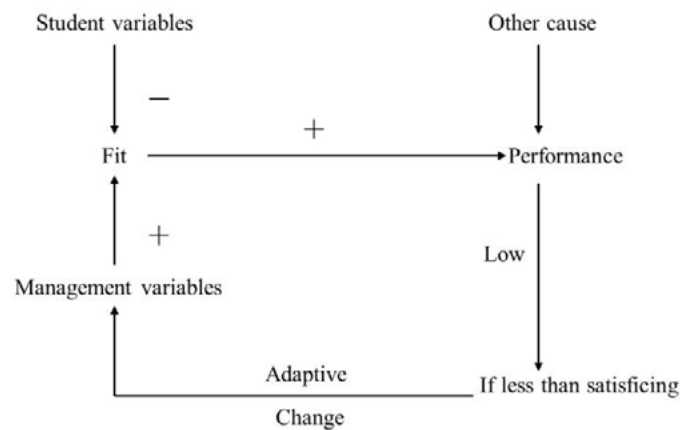 Student variables
Other cause
−
+
Fit
Performance
+
Low
Management variables
Adaptive
If less than satisficing
Change